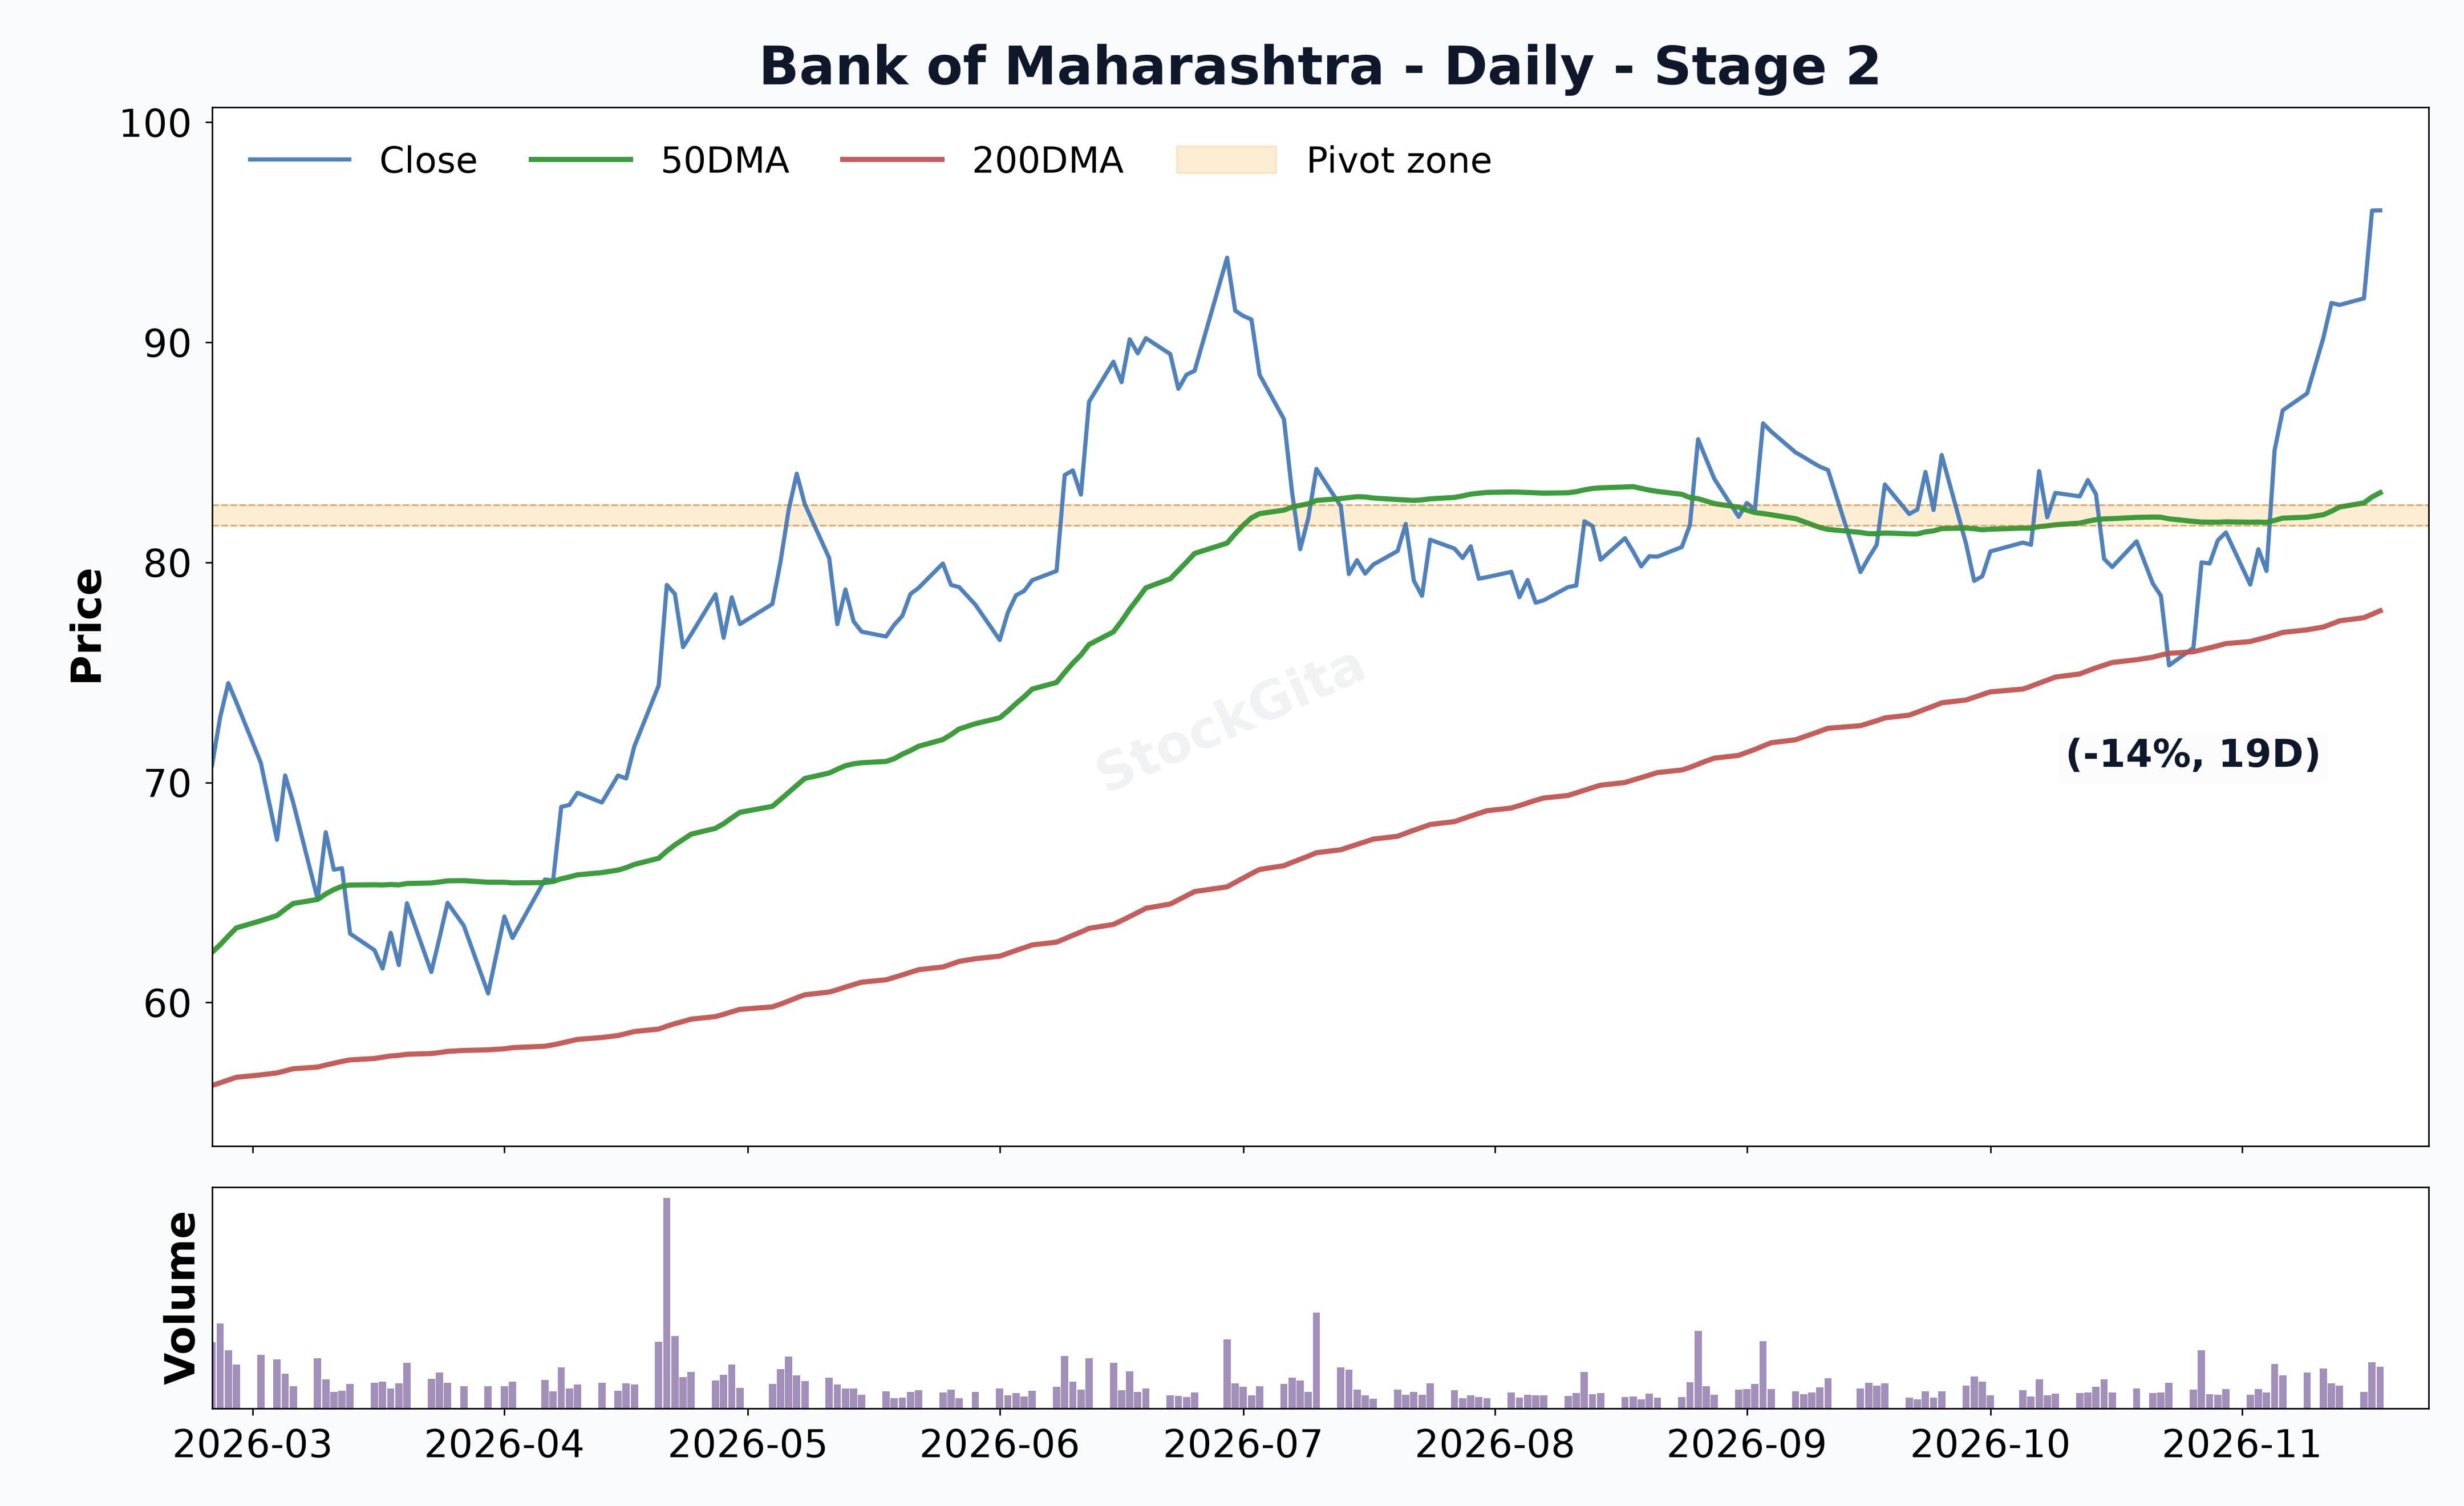 Bank of Maharashtra - Daily - Stage 2
Close 50DMA 200DMA Pivot zone
100
90
80
70
60
Price
StockGita
(-14%, 19D)
Volume
2026-03 2026-04 2026-05 2026-06 2026-07 2026-08 2026-09 2026-10 2026-11